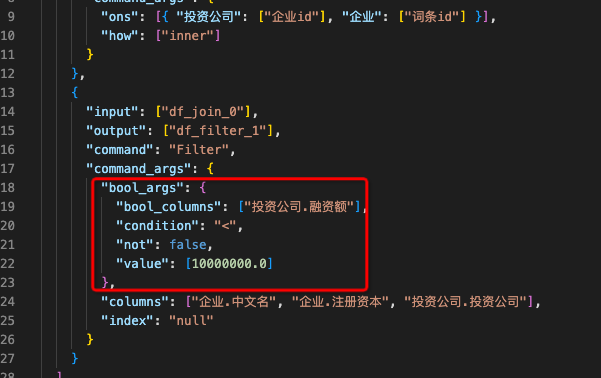 "command_args": {
9 "ons": [{ "投资公司": ["企业id"], "企业": ["词条id"] }],
10 "how": ["inner"]
11 }
12 },
13 {
14 "input": ["df_join_0"],
15 "output": ["df_filter_1"],
16 "command": "Filter",
17 "command_args": {
18 "bool_args": {
19 "bool_columns": ["投资公司.融资额"],
20 "condition": "<",
21 "not": false,
22 "value": [10000000.0]
23 },
24 "columns": ["企业.中文名", "企业.注册资本", "投资公司.投资公司"],
25 "index": "null"
26 }
27 }
28 ]